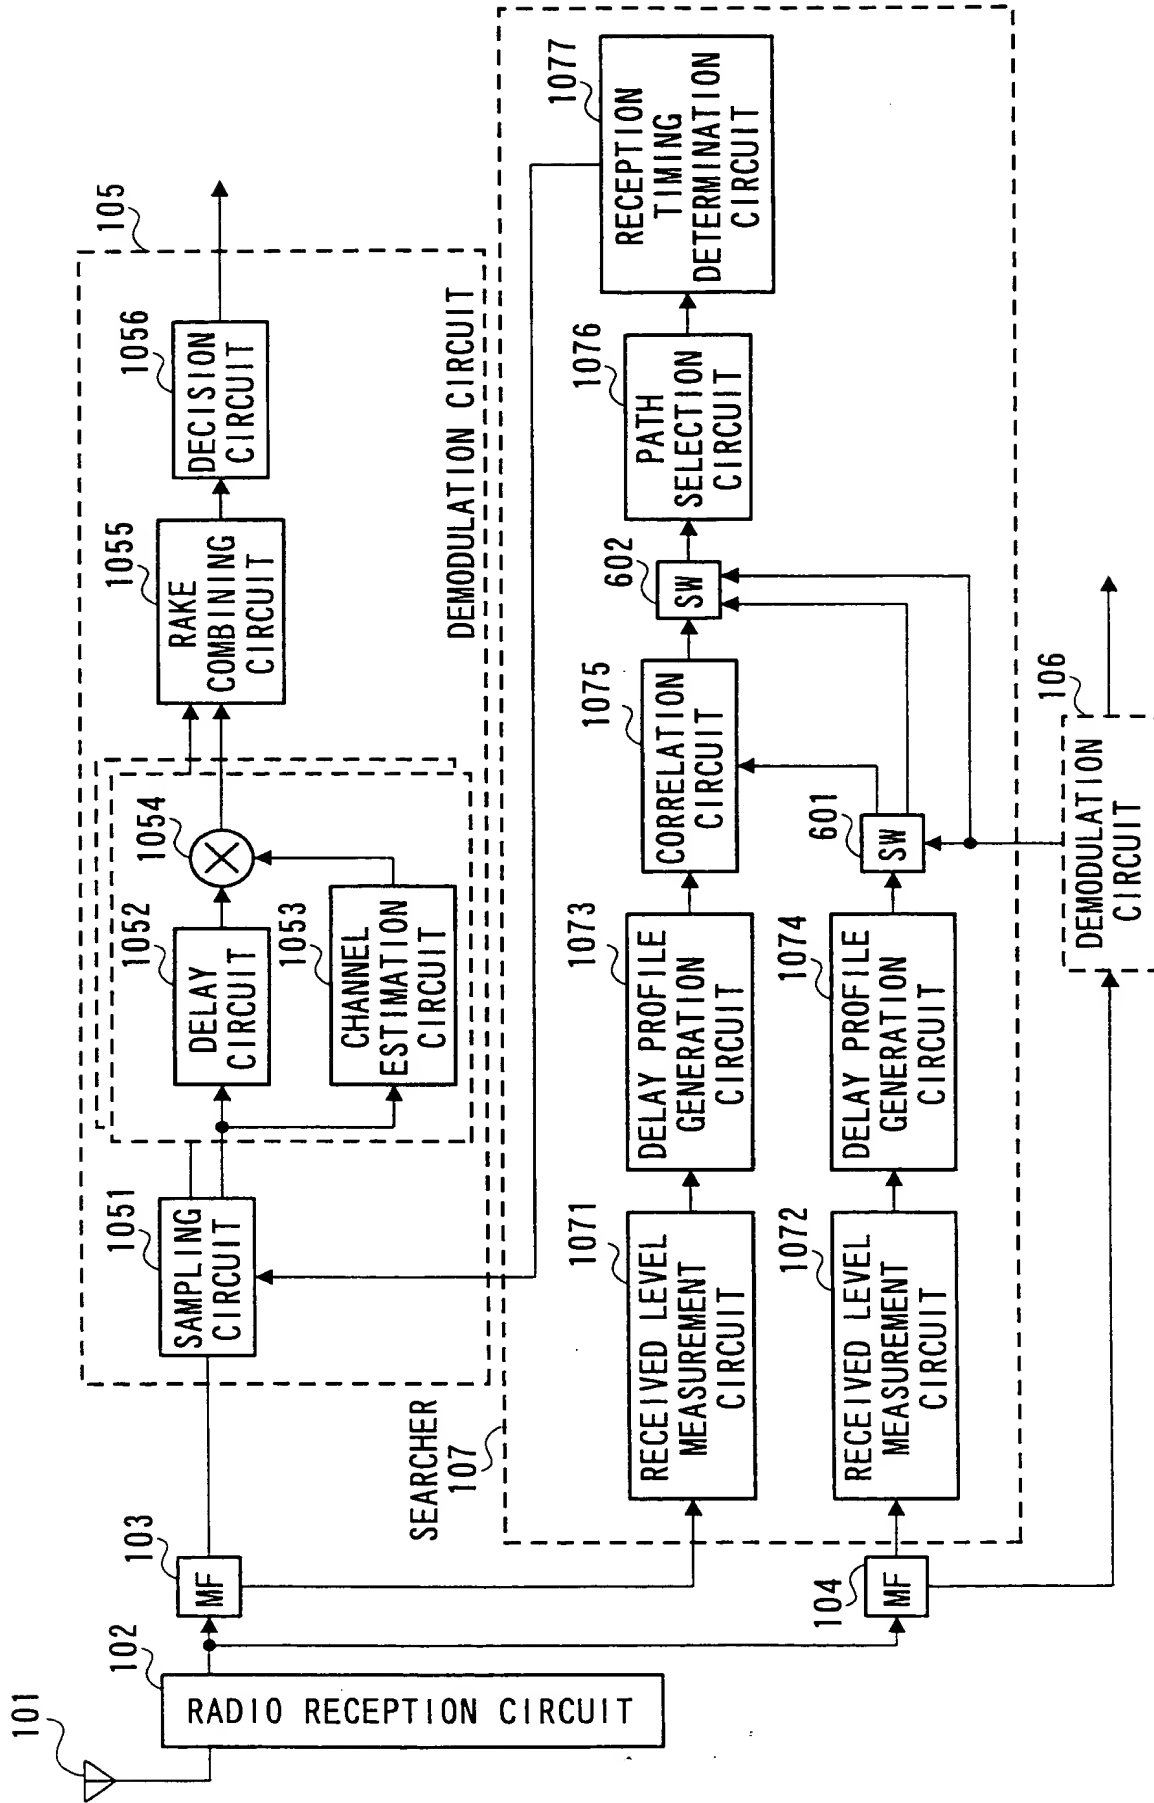 101
102
RADIO RECEPTION CIRCUIT
103
MF
104
MF
105
DEMODULATION CIRCUIT
1051
SAMPLING
CIRCUIT
1052
DELAY
CIRCUIT
1053
CHANNEL
ESTIMATION
CIRCUIT
1054
1055
RAKE
COMBINING
CIRCUIT
1056
DECISION
CIRCUIT
SEARCHER
107
1071
RECEIVED LEVEL
MEASUREMENT
CIRCUIT
1072
RECEIVED LEVEL
MEASUREMENT
CIRCUIT
1073
DELAY PROFILE
GENERATION
CIRCUIT
1074
DELAY PROFILE
GENERATION
CIRCUIT
1075
CORRELATION
CIRCUIT
601
SW
602
SW
1076
PATH
SELECTION
CIRCUIT
1077
RECEPTION
TIMING
DETERMINATION
CIRCUIT
106
DEMODULATION
CIRCUIT